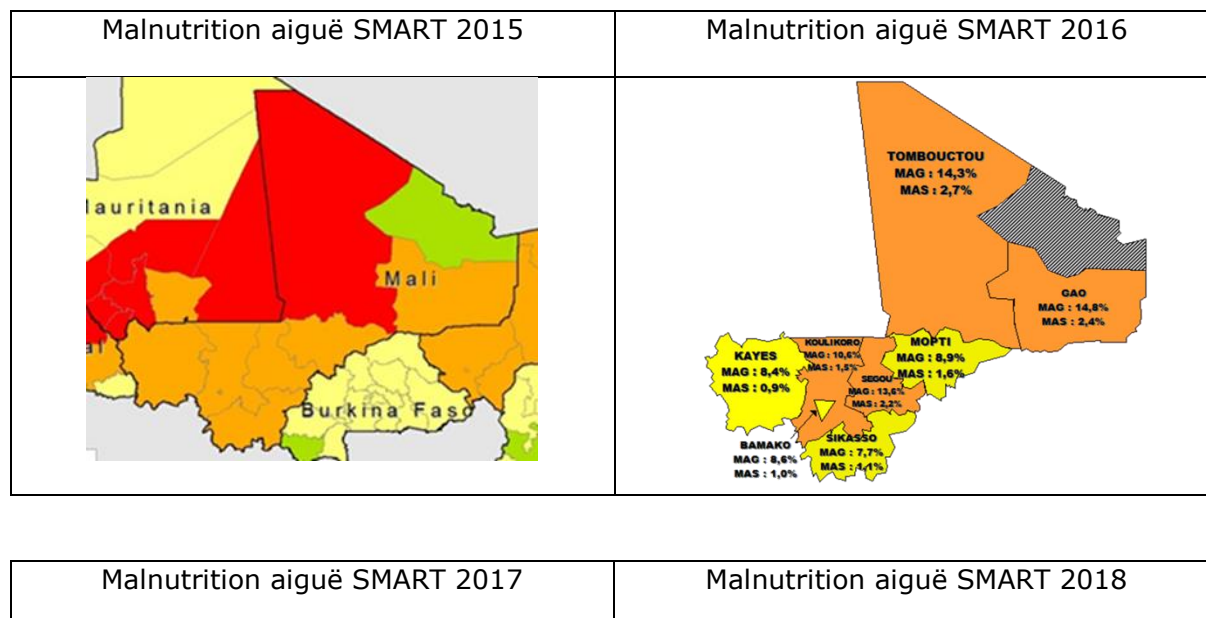 Malnutrition aiguë SMART 2015
Malnutrition aiguë SMART 2016
auritania
Mali
Burkina Faso
TOMBOUCTOU
MAG : 14,3%
MAS : 2,7%
GAO
MAG : 14,8%
MAS : 2,4%
KAYES
MAG : 8,4%
MAS : 0,9%
KOULIKORO
MAG : 10,6%
MAS : 1,5%
MOPTI
MAG : 8,9%
MAS : 1,6%
SEGOU
MAG : 13,6%
MAS : 2,2%
BAMAKO
MAG : 8,6%
MAS : 1,0%
SIKASSO
MAG : 7,7%
MAS : 1,1%
Malnutrition aiguë SMART 2017
Malnutrition aiguë SMART 2018